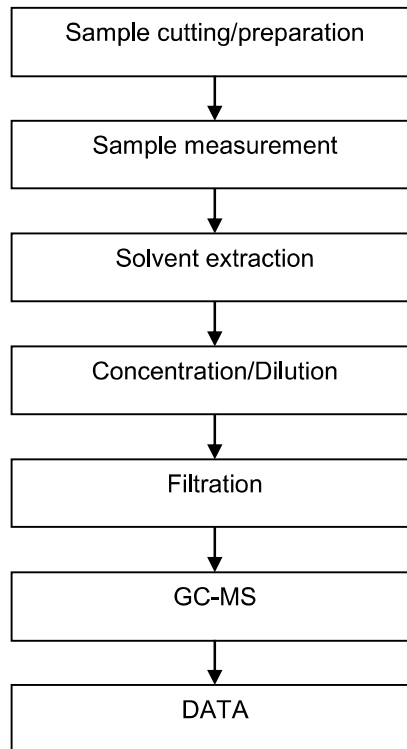 Sample cutting/preparation
Sample measurement
Solvent extraction
Concentration/Dilution
Filtration
GC-MS
DATA